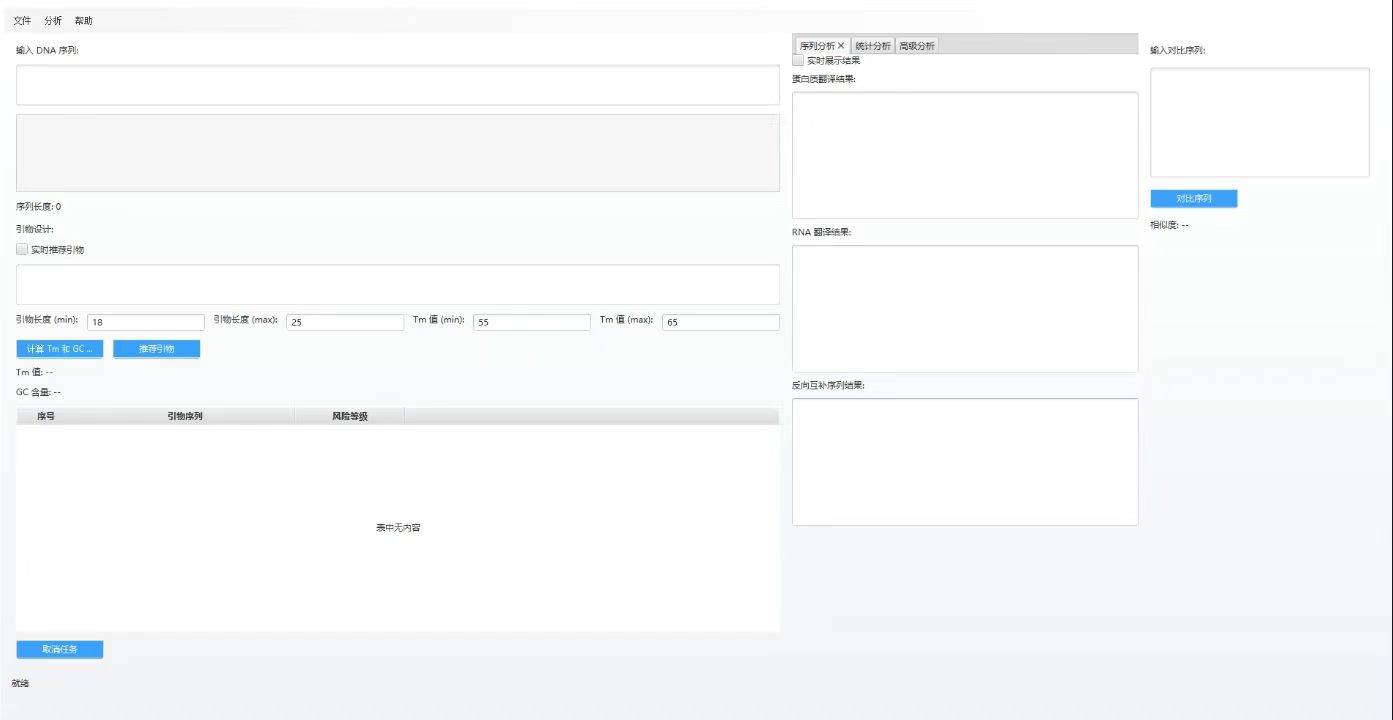 文件 分析 帮助
输入 DNA 序列:
序列长度: 0
引物设计:
实时推荐引物
引物长度 (min): 18 引物长度 (max): 25 Tm 值 (min): 55 Tm 值 (max): 65
计算 Tm 和 GC ... 推荐引物
Tm 值: --
GC 含量: --
序号 引物序列 风险等级
表中无内容
取消任务
就绪
序列分析 × 统计分析 高级分析
实时展示结果
蛋白质翻译结果:
RNA 翻译结果:
反向互补序列结果:
输入对比序列:
对比序列
相似度: --